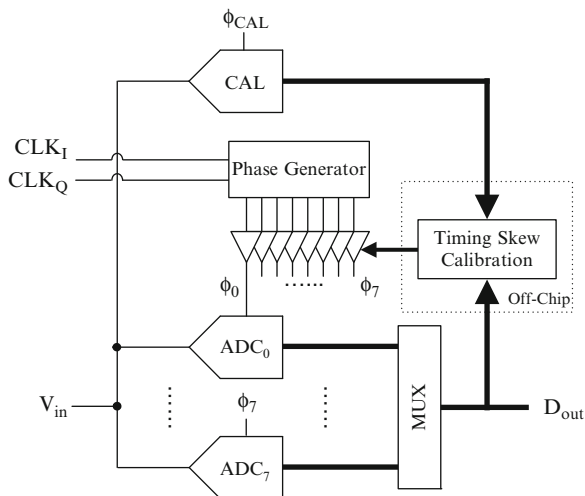 ϕCAL
CAL
CLKI
CLKQ
Phase Generator
Timing Skew
Calibration
ϕ0
......
ϕ7
Off-Chip
ADC0
MUX
Vin
ϕ7
Dout
ADC7